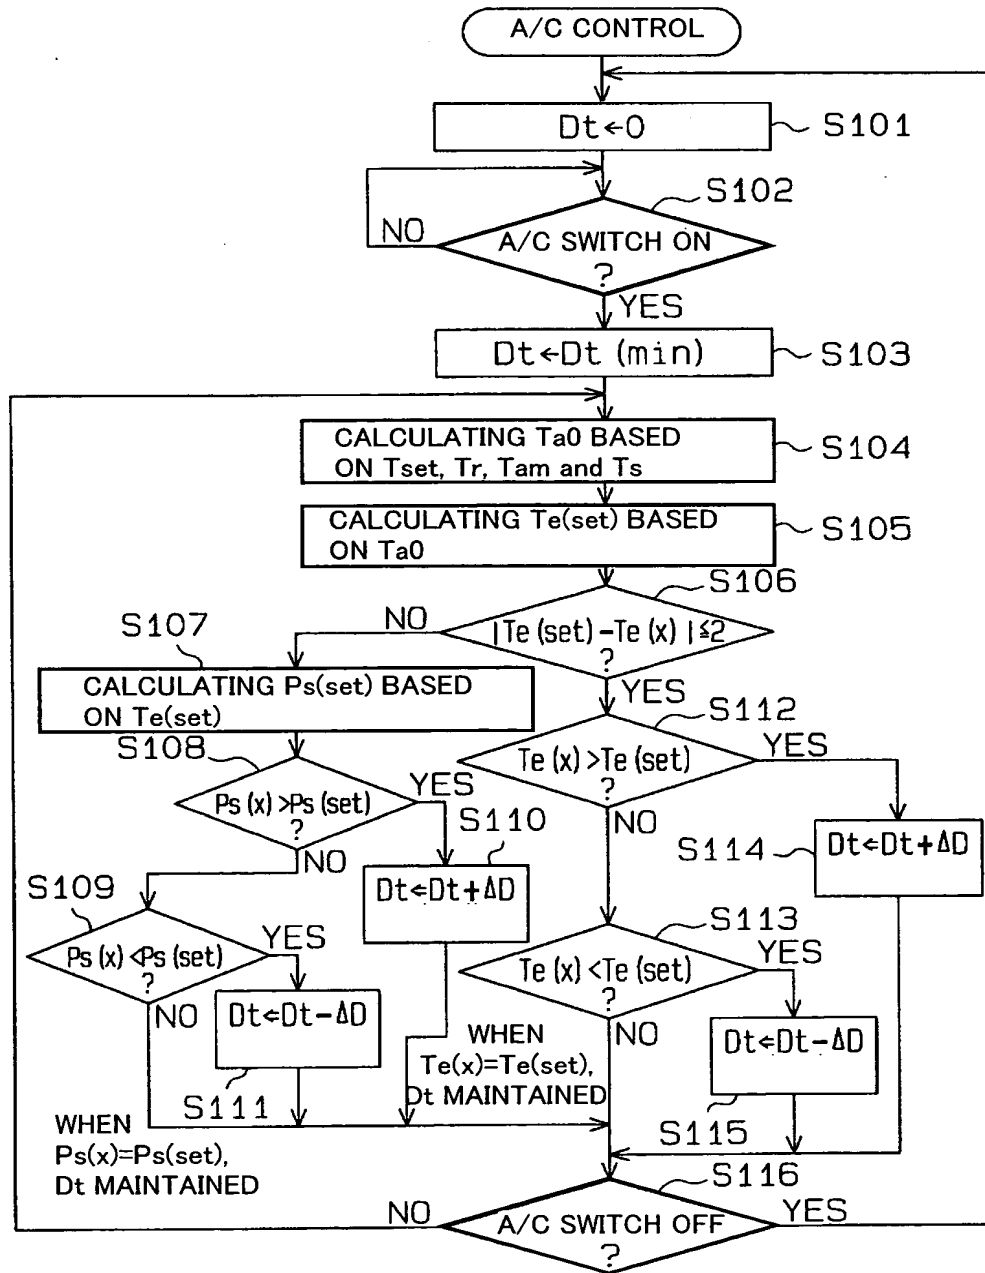 A/C CONTROL
Dt←0
S101
S102
A/C SWITCH ON
?
NO
YES
Dt←Dt (min)
S103
CALCULATING Ta0 BASED
ON Tset, Tr, Tam and Ts
S104
CALCULATING Te(set) BASED
ON Ta0
S105
S106
|Te (set) −Te (x) | ≦2
?
NO
YES
S107
CALCULATING Ps(set) BASED
ON Te(set)
S108
Ps (x) >Ps (set)
?
YES
NO
S112
Te (x) >Te (set)
?
YES
NO
S110
Dt⇐Dt+ΔD
S114
Dt⇐Dt+ΔD
S109
Ps (x) <Ps (set)
?
YES
NO
S113
Te (x) <Te (set)
?
YES
NO
Dt⇐Dt−ΔD
S111
WHEN
Te(x)=Te(set),
Dt MAINTAINED
Dt⇐Dt−ΔD
S115
WHEN
Ps(x)=Ps(set),
Dt MAINTAINED
S116
A/C SWITCH OFF
?
NO
YES